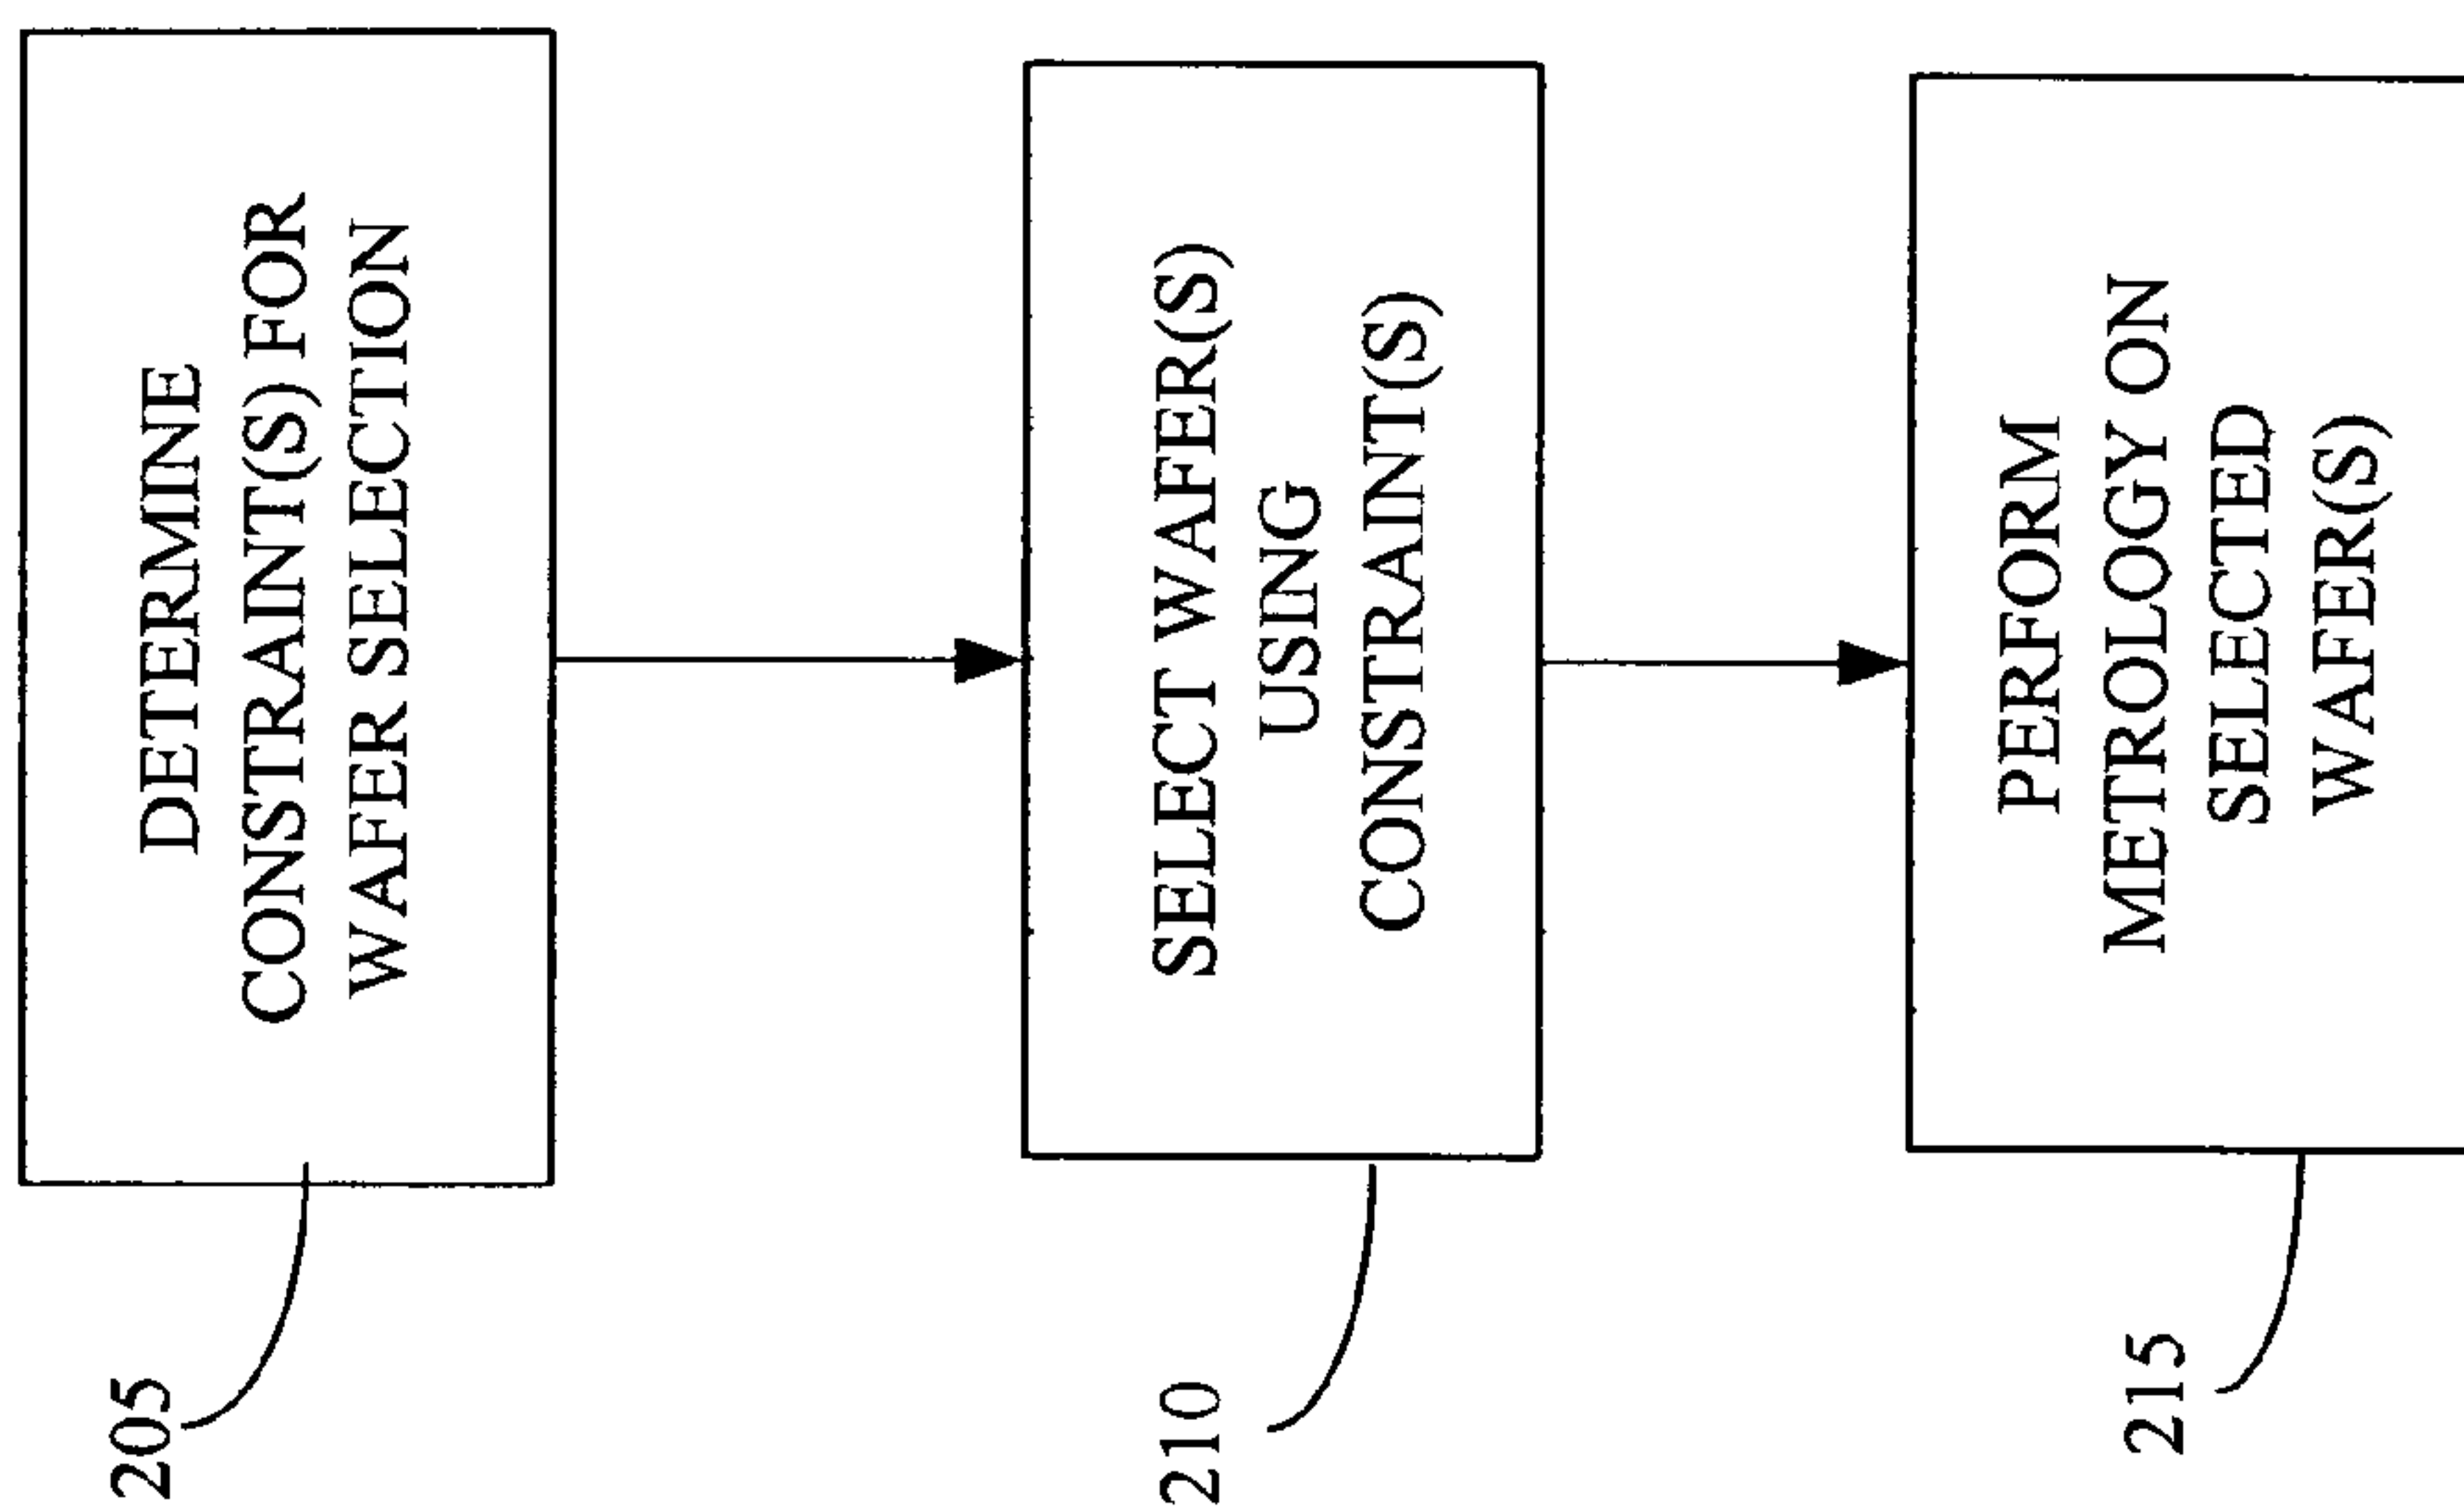 205
DETERMINE
CONSTRAINT(S) FOR
WAFER SELECTION
210
SELECT WAFER(S)
USING
CONSTRAINT(S)
215
PERFORM
METROLOGY ON
SELECTED
WAFER(S)